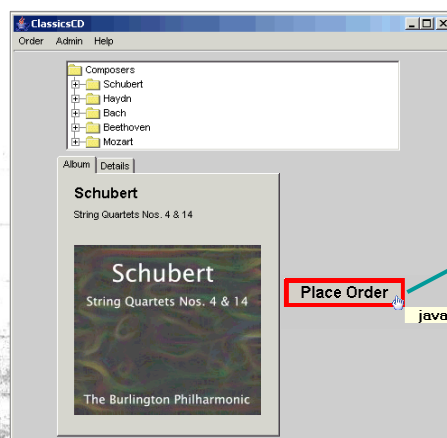 ClassicsCD
Order Admin Help
Composers
Schubert
Haydn
Bach
Beethoven
Mozart
Album Details
Schubert
String Quartets Nos. 4 & 14
Schubert
String Quartets Nos. 4 & 14
The Burlington Philharmonic
Place Order
java